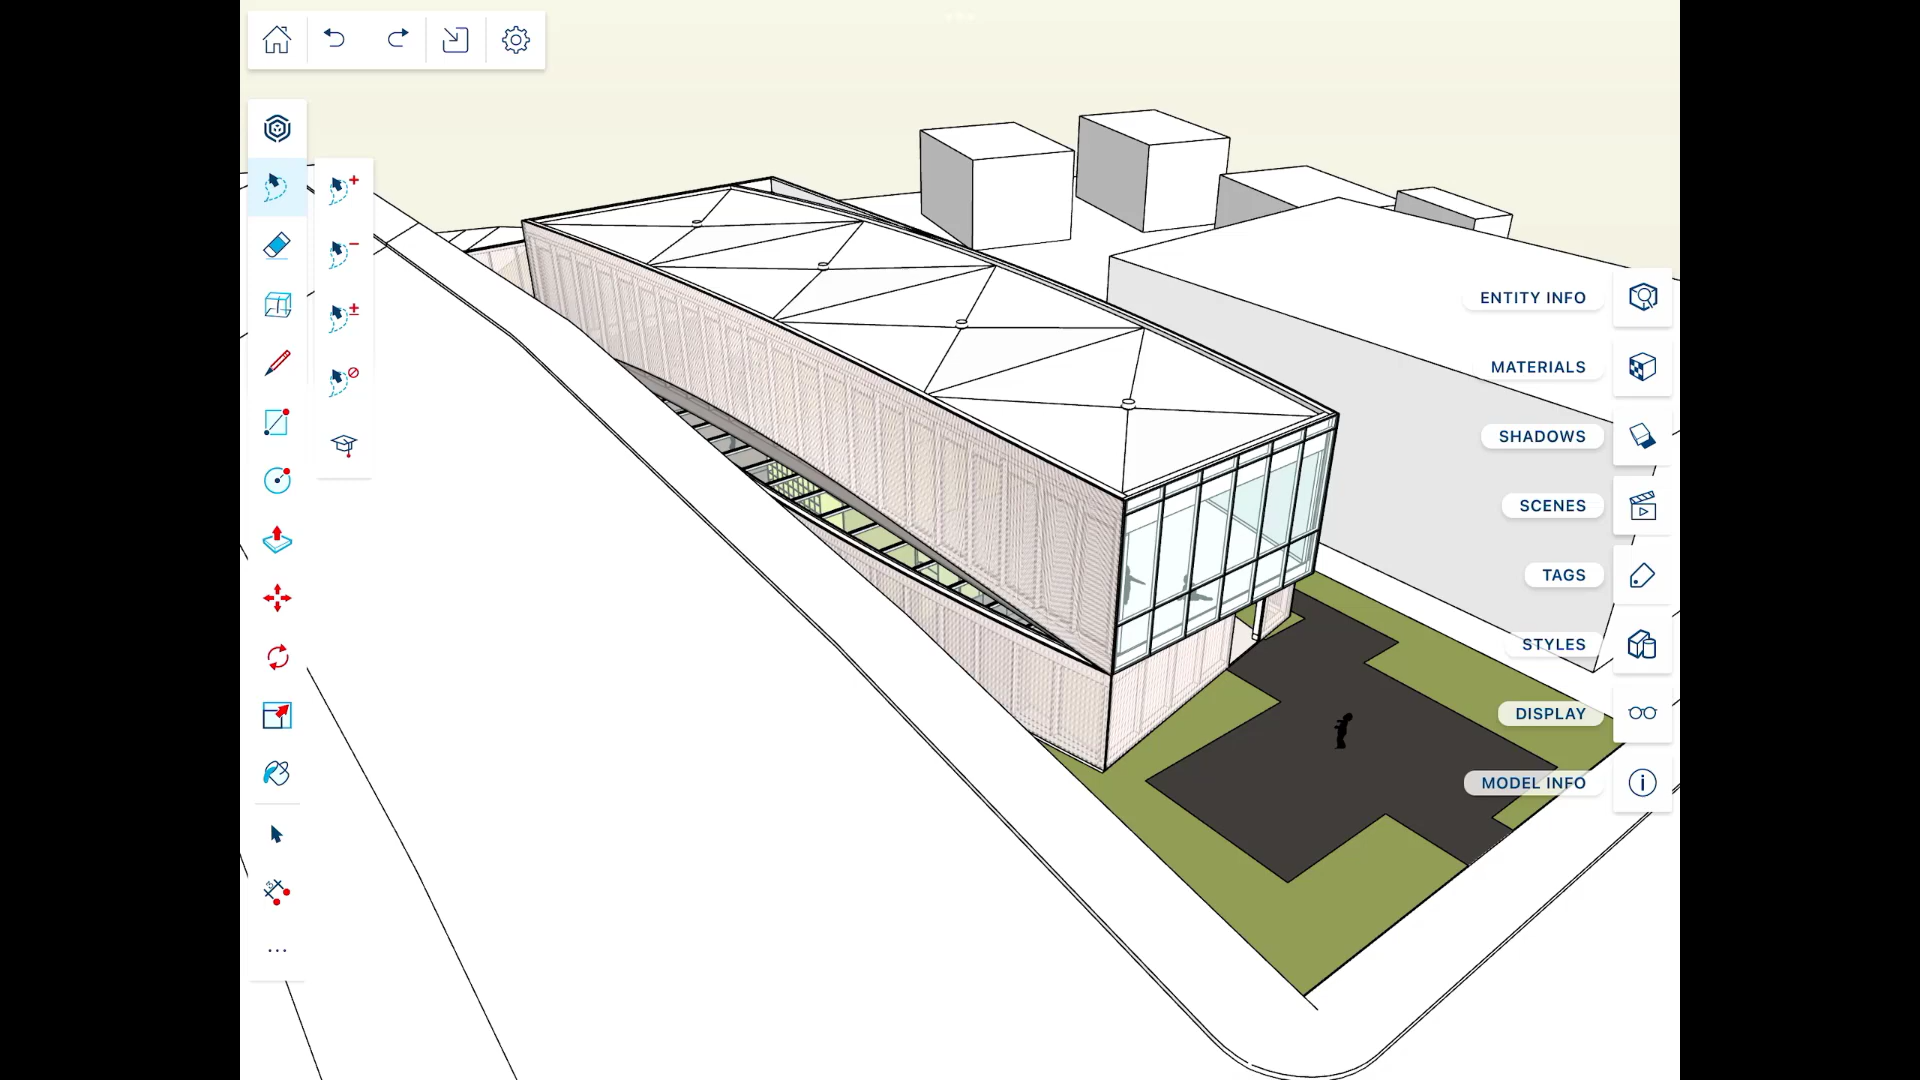 ENTITY INFO
MATERIALS
SHADOWS
SCENES
TAGS
STYLES
DISPLAY
MODEL INFO